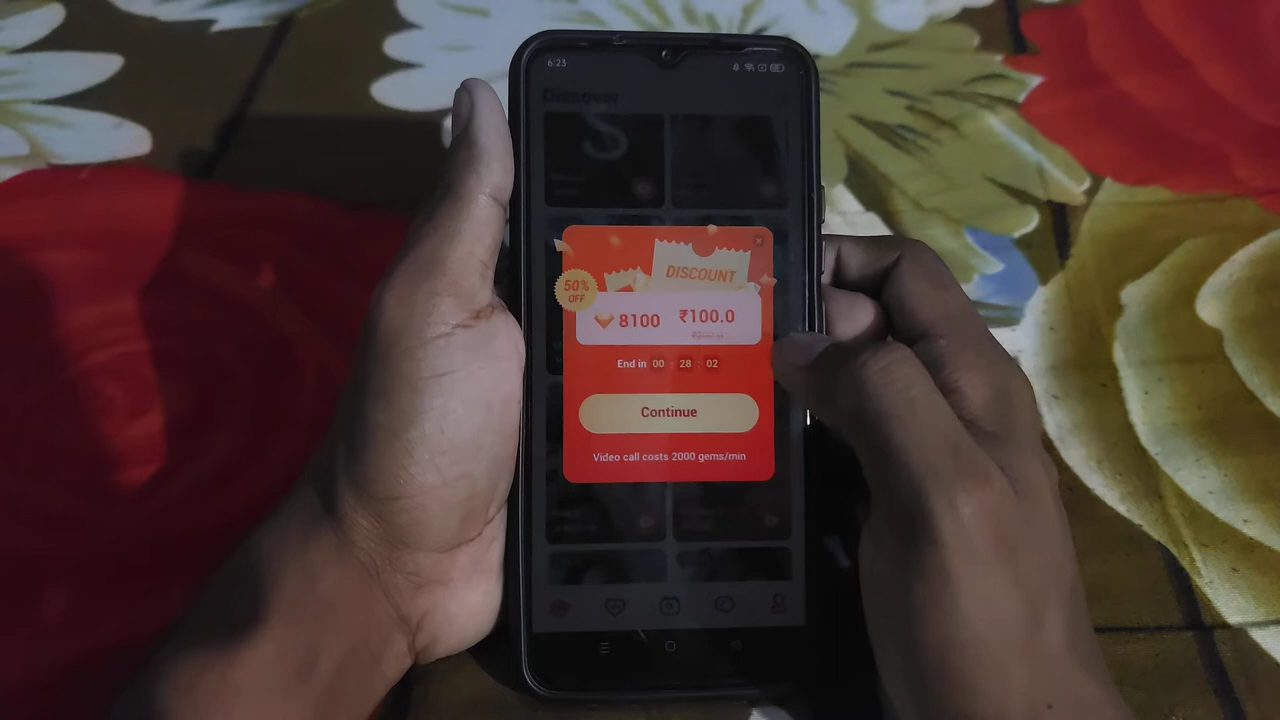 6:23
Discover
DISCOUNT
50%
OFF
8100 ₹100.0
End in 00 : 28 : 02
Continue
Video call costs 2000 gems/min